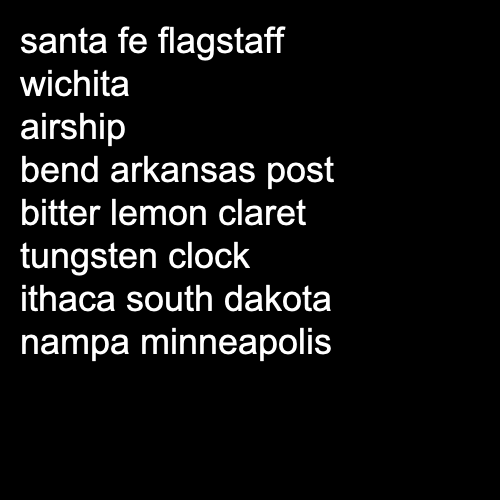 santa fe flagstaff
wichita
airship
bend arkansas post
bitter lemon claret
tungsten clock
ithaca south dakota
nampa minneapolis